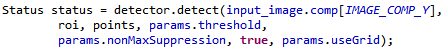 Status status = detector.detect(input_image.comp[IMAGE_COMP_Y],
roi, points, params.threshold,
params.nonMaxSuppression, true, params.useGrid);